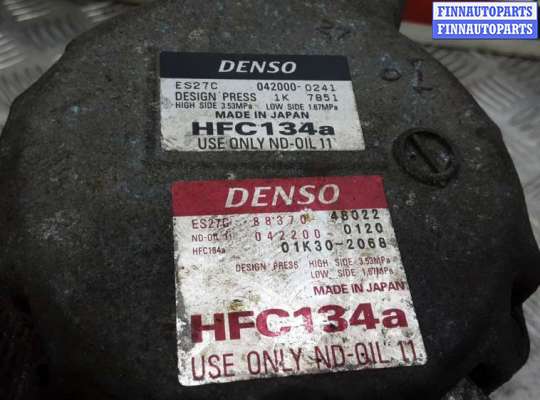 FINNAUTOPARTS
FINNAUTOPARTS
DENSO
ES27C 042000-0241
DESIGN PRESS 1K 7851
HIGH SIDE 3.53MPa LOW SIDE 1.67MPa
MADE IN JAPAN
HFC134a
USE ONLY ND-OIL 11
DENSO
ES27C 88370 48022
ND-OIL 11 042200 0120
HFC134a 01K30-2068
DESIGN PRESS HIGH SIDE 3.53MPa
LOW SIDE 1.67MPa
MADE IN JAPAN
HFC134a
USE ONLY ND-OIL 11